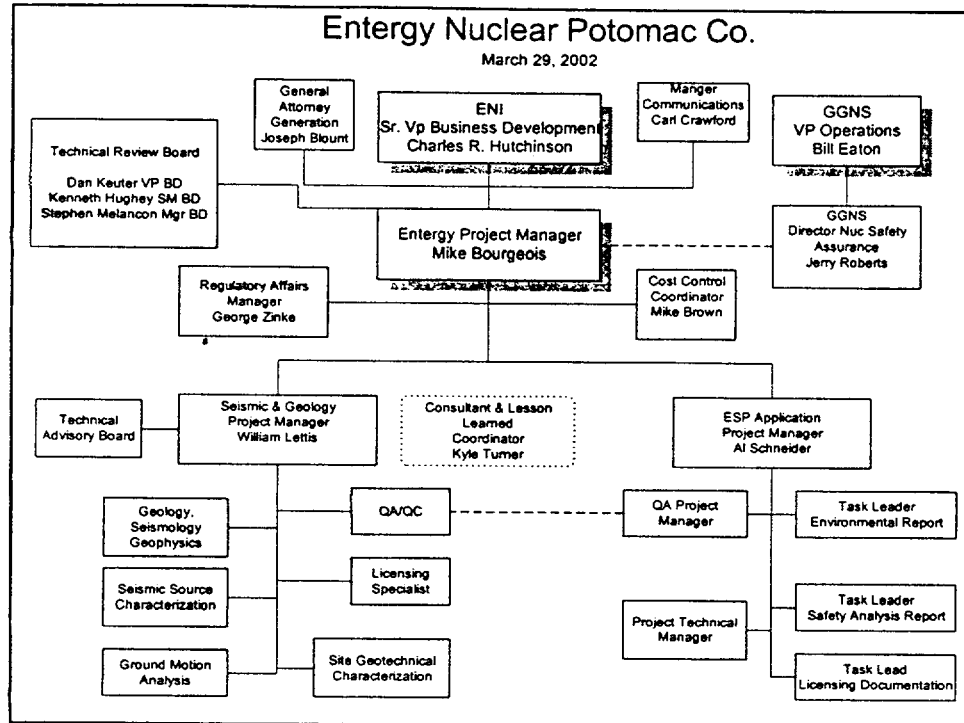 Entergy Nuclear Potomac Co.
March 29, 2002
General
Attorney
Generation
Joseph Blount
ENI
Sr. Vp Business Development
Charles R. Hutchinson
Manger
Communications
Carl Crawford
GGNS
VP Operations
Bill Eaton
Technical Review Board
Dan Keuter VP BD
Kenneth Hughey SM BD
Stephen Melancon Mgr BD
Entergy Project Manager
Mike Bourgeois
GGNS
Director Nuc Safety
Assurance
Jerry Roberts
Regulatory Affairs
Manager
George Zinke
Cost Control
Coordinator
Mike Brown
Technical
Advisory Board
Seismic & Geology
Project Manager
William Lettis
Consultant & Lesson
Learned
Coordinator
Kyle Turner
ESP Application
Project Manager
Al Schneider
Geology,
Seismology
Geophysics
QA/QC
QA Project
Manager
Task Leader
Environmental Report
Seismic Source
Characterization
Licensing
Specialist
Project Technical
Manager
Task Leader
Safety Analysis Report
Ground Motion
Analysis
Site Geotechnical
Characterization
Task Lead
Licensing Documentation